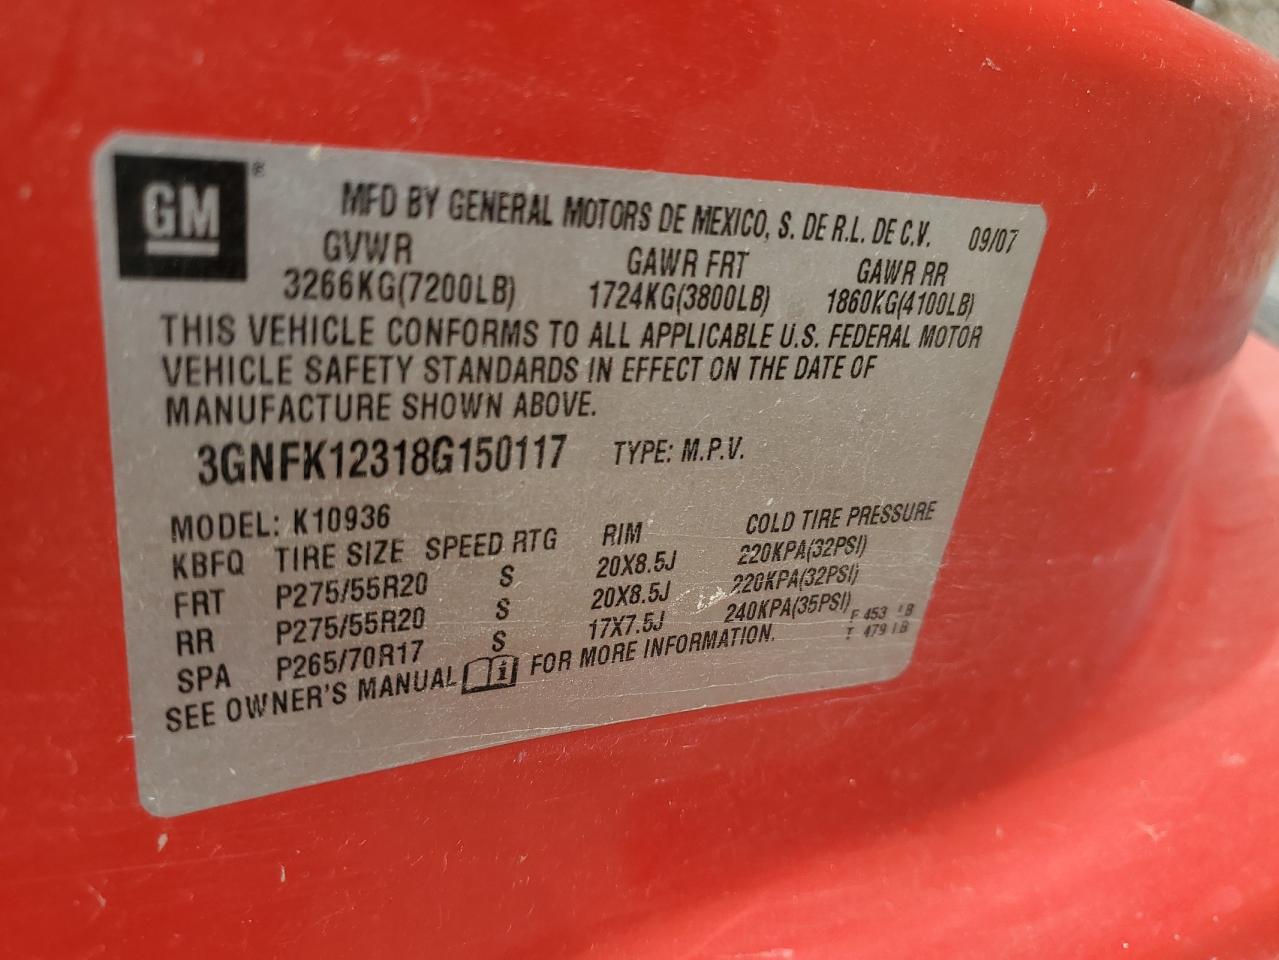 GM®
MFD BY GENERAL MOTORS DE MEXICO, S. DE R.L. DE C.V. 09/07
GVWR GAWR FRT GAWR RR
3266KG(7200LB) 1724KG(3800LB) 1860KG(4100LB)
THIS VEHICLE CONFORMS TO ALL APPLICABLE U.S. FEDERAL MOTOR
VEHICLE SAFETY STANDARDS IN EFFECT ON THE DATE OF
MANUFACTURE SHOWN ABOVE.
3GNFK12318G150117 TYPE: M.P.V.
MODEL: K10936
KBFQ TIRE SIZE SPEED RTG RIM COLD TIRE PRESSURE
FRT P275/55R20 S 20X8.5J 220KPA(32PSI)
RR P275/55R20 S 20X8.5J 220KPA(32PSI)
SPA P265/70R17 S 17X7.5J 240KPA(35PSI)
F 453 LB
T 479 LB
SEE OWNER'S MANUAL i FOR MORE INFORMATION.